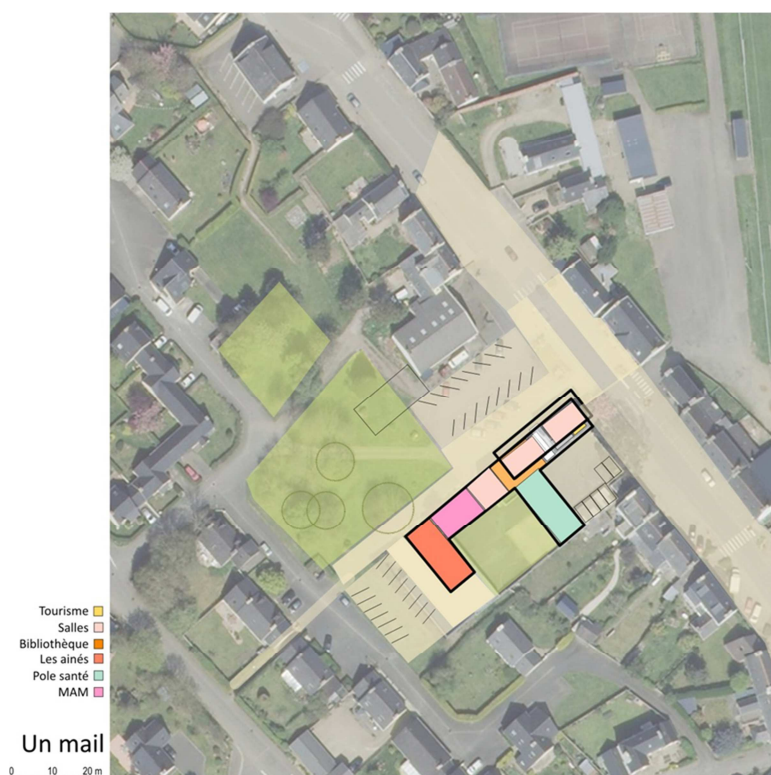 Tourisme
Salles
Bibliothèque
Les ainés
Pole santé
MAM
Un mail
0 10 20 m